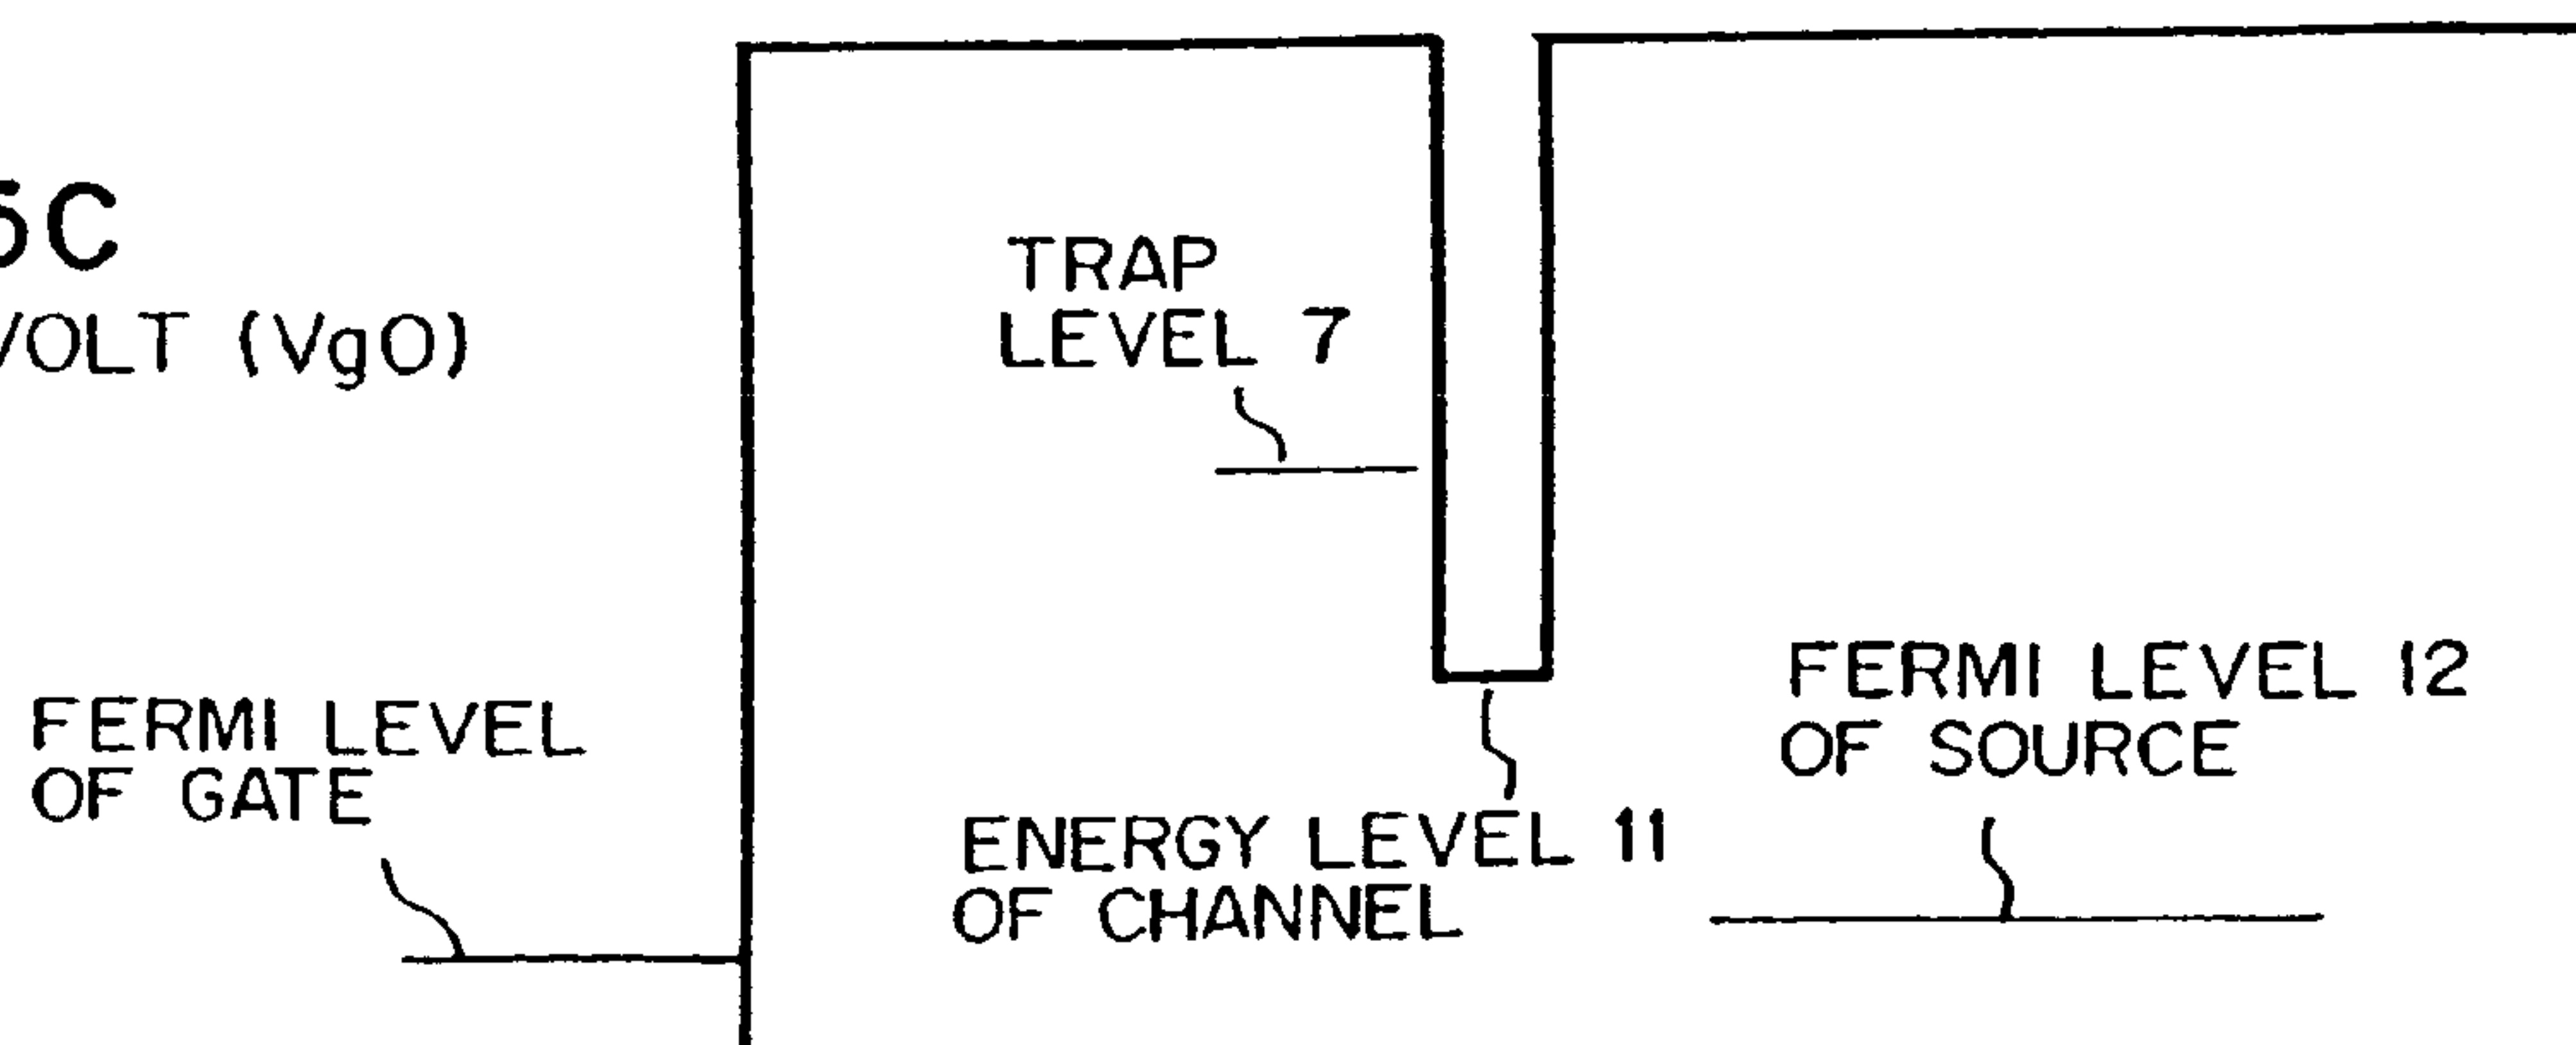 5C
VOLT (Vg0)
TRAP
LEVEL 7
FERMI LEVEL
OF GATE
ENERGY LEVEL 11
OF CHANNEL
FERMI LEVEL 12
OF SOURCE